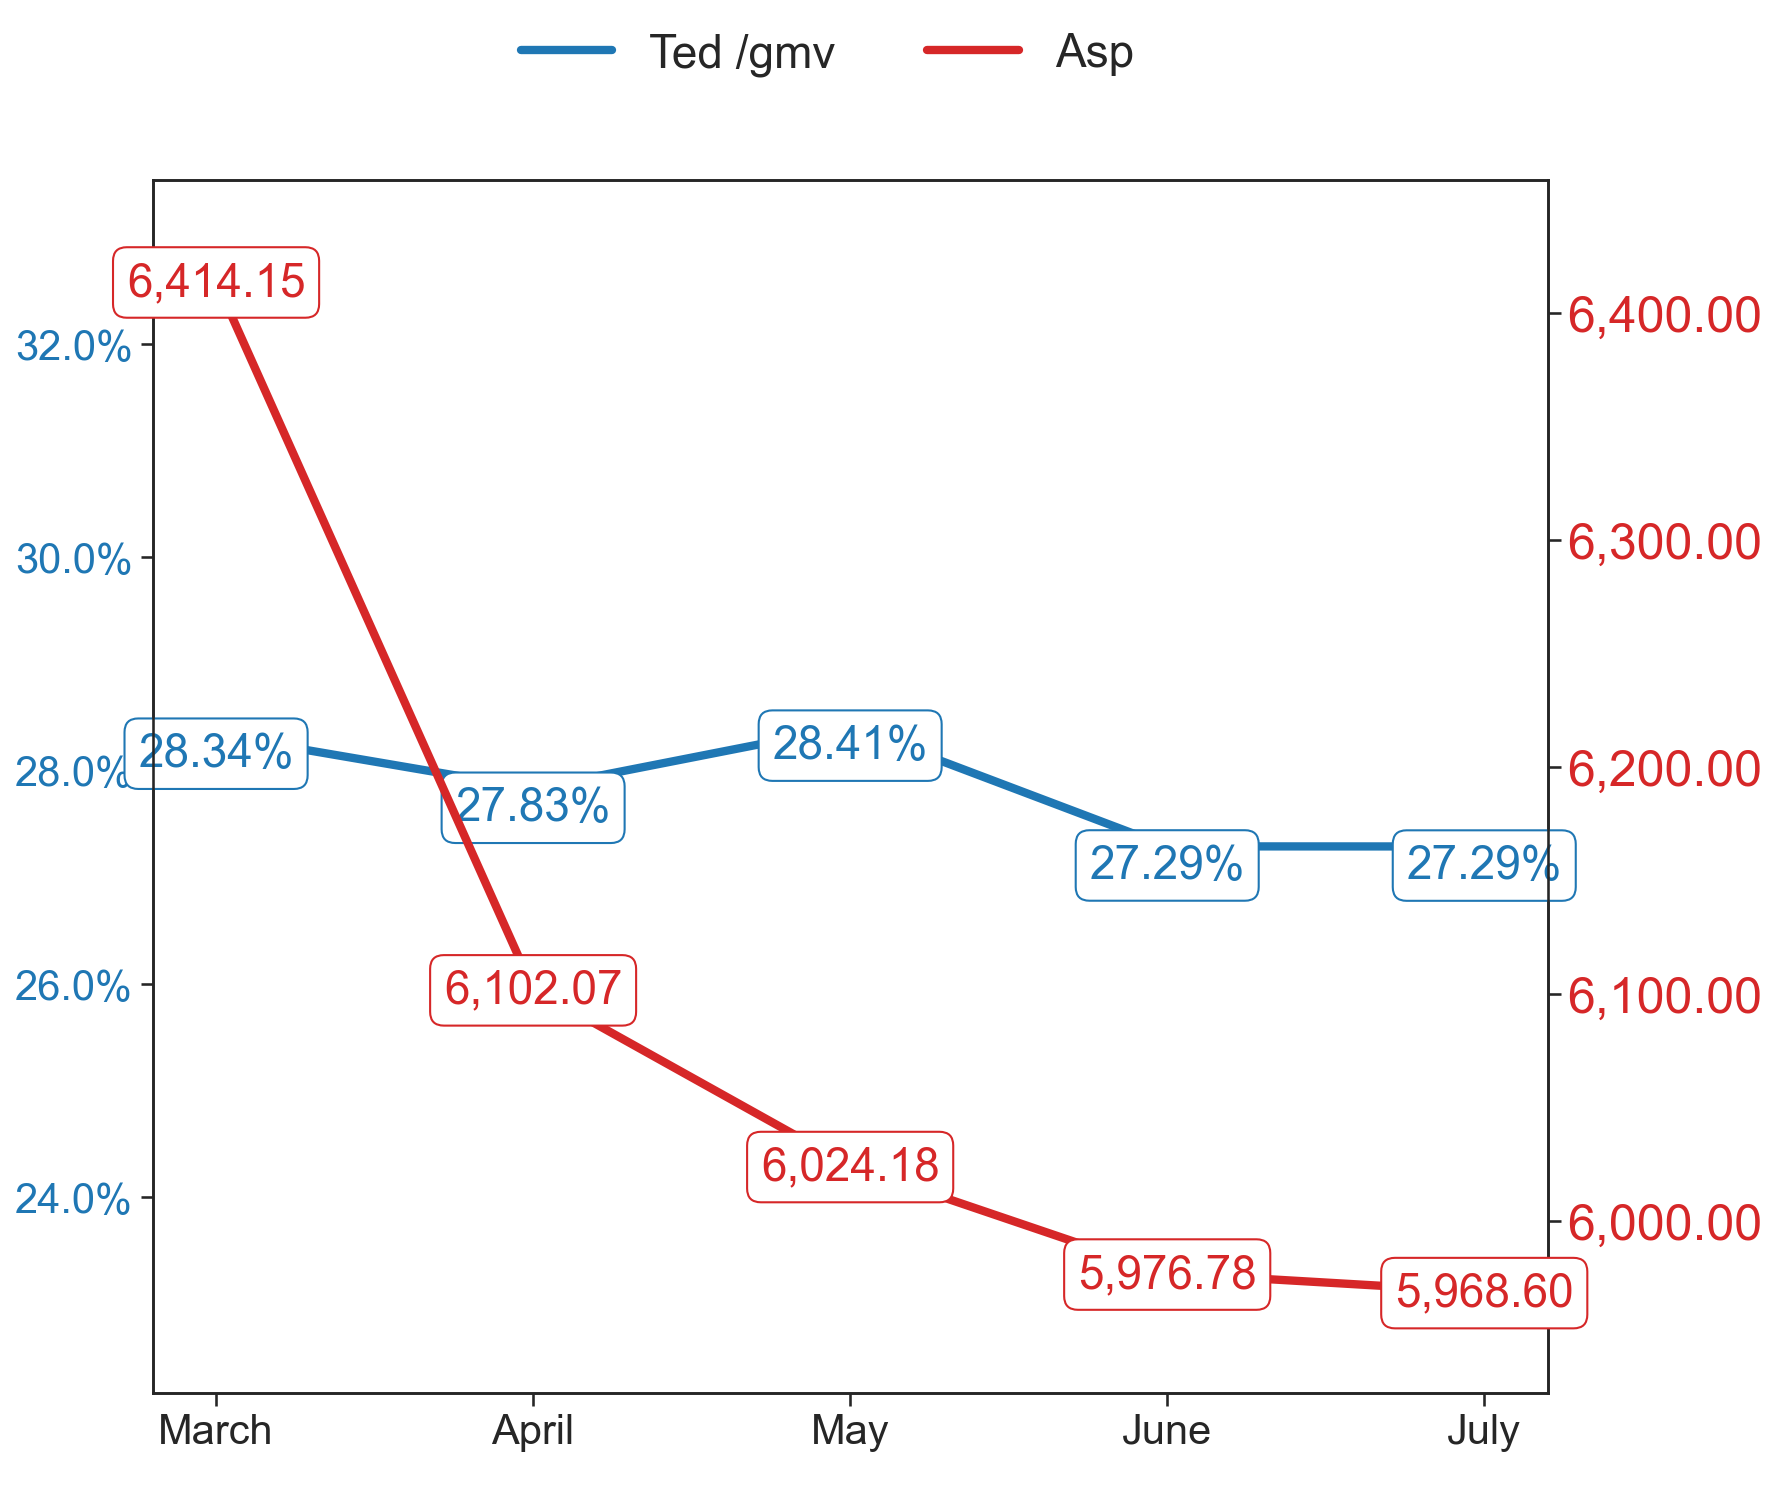 Ted /gmv
Asp
6,414.15
32.0%
6,400.00
30.0%
6,300.00
28.0%
28.34%
27.83%
28.41%
6,200.00
27.29%
27.29%
26.0%
6,102.07
6,100.00
24.0%
6,024.18
6,000.00
5,976.78
5,968.60
March
April
May
June
July